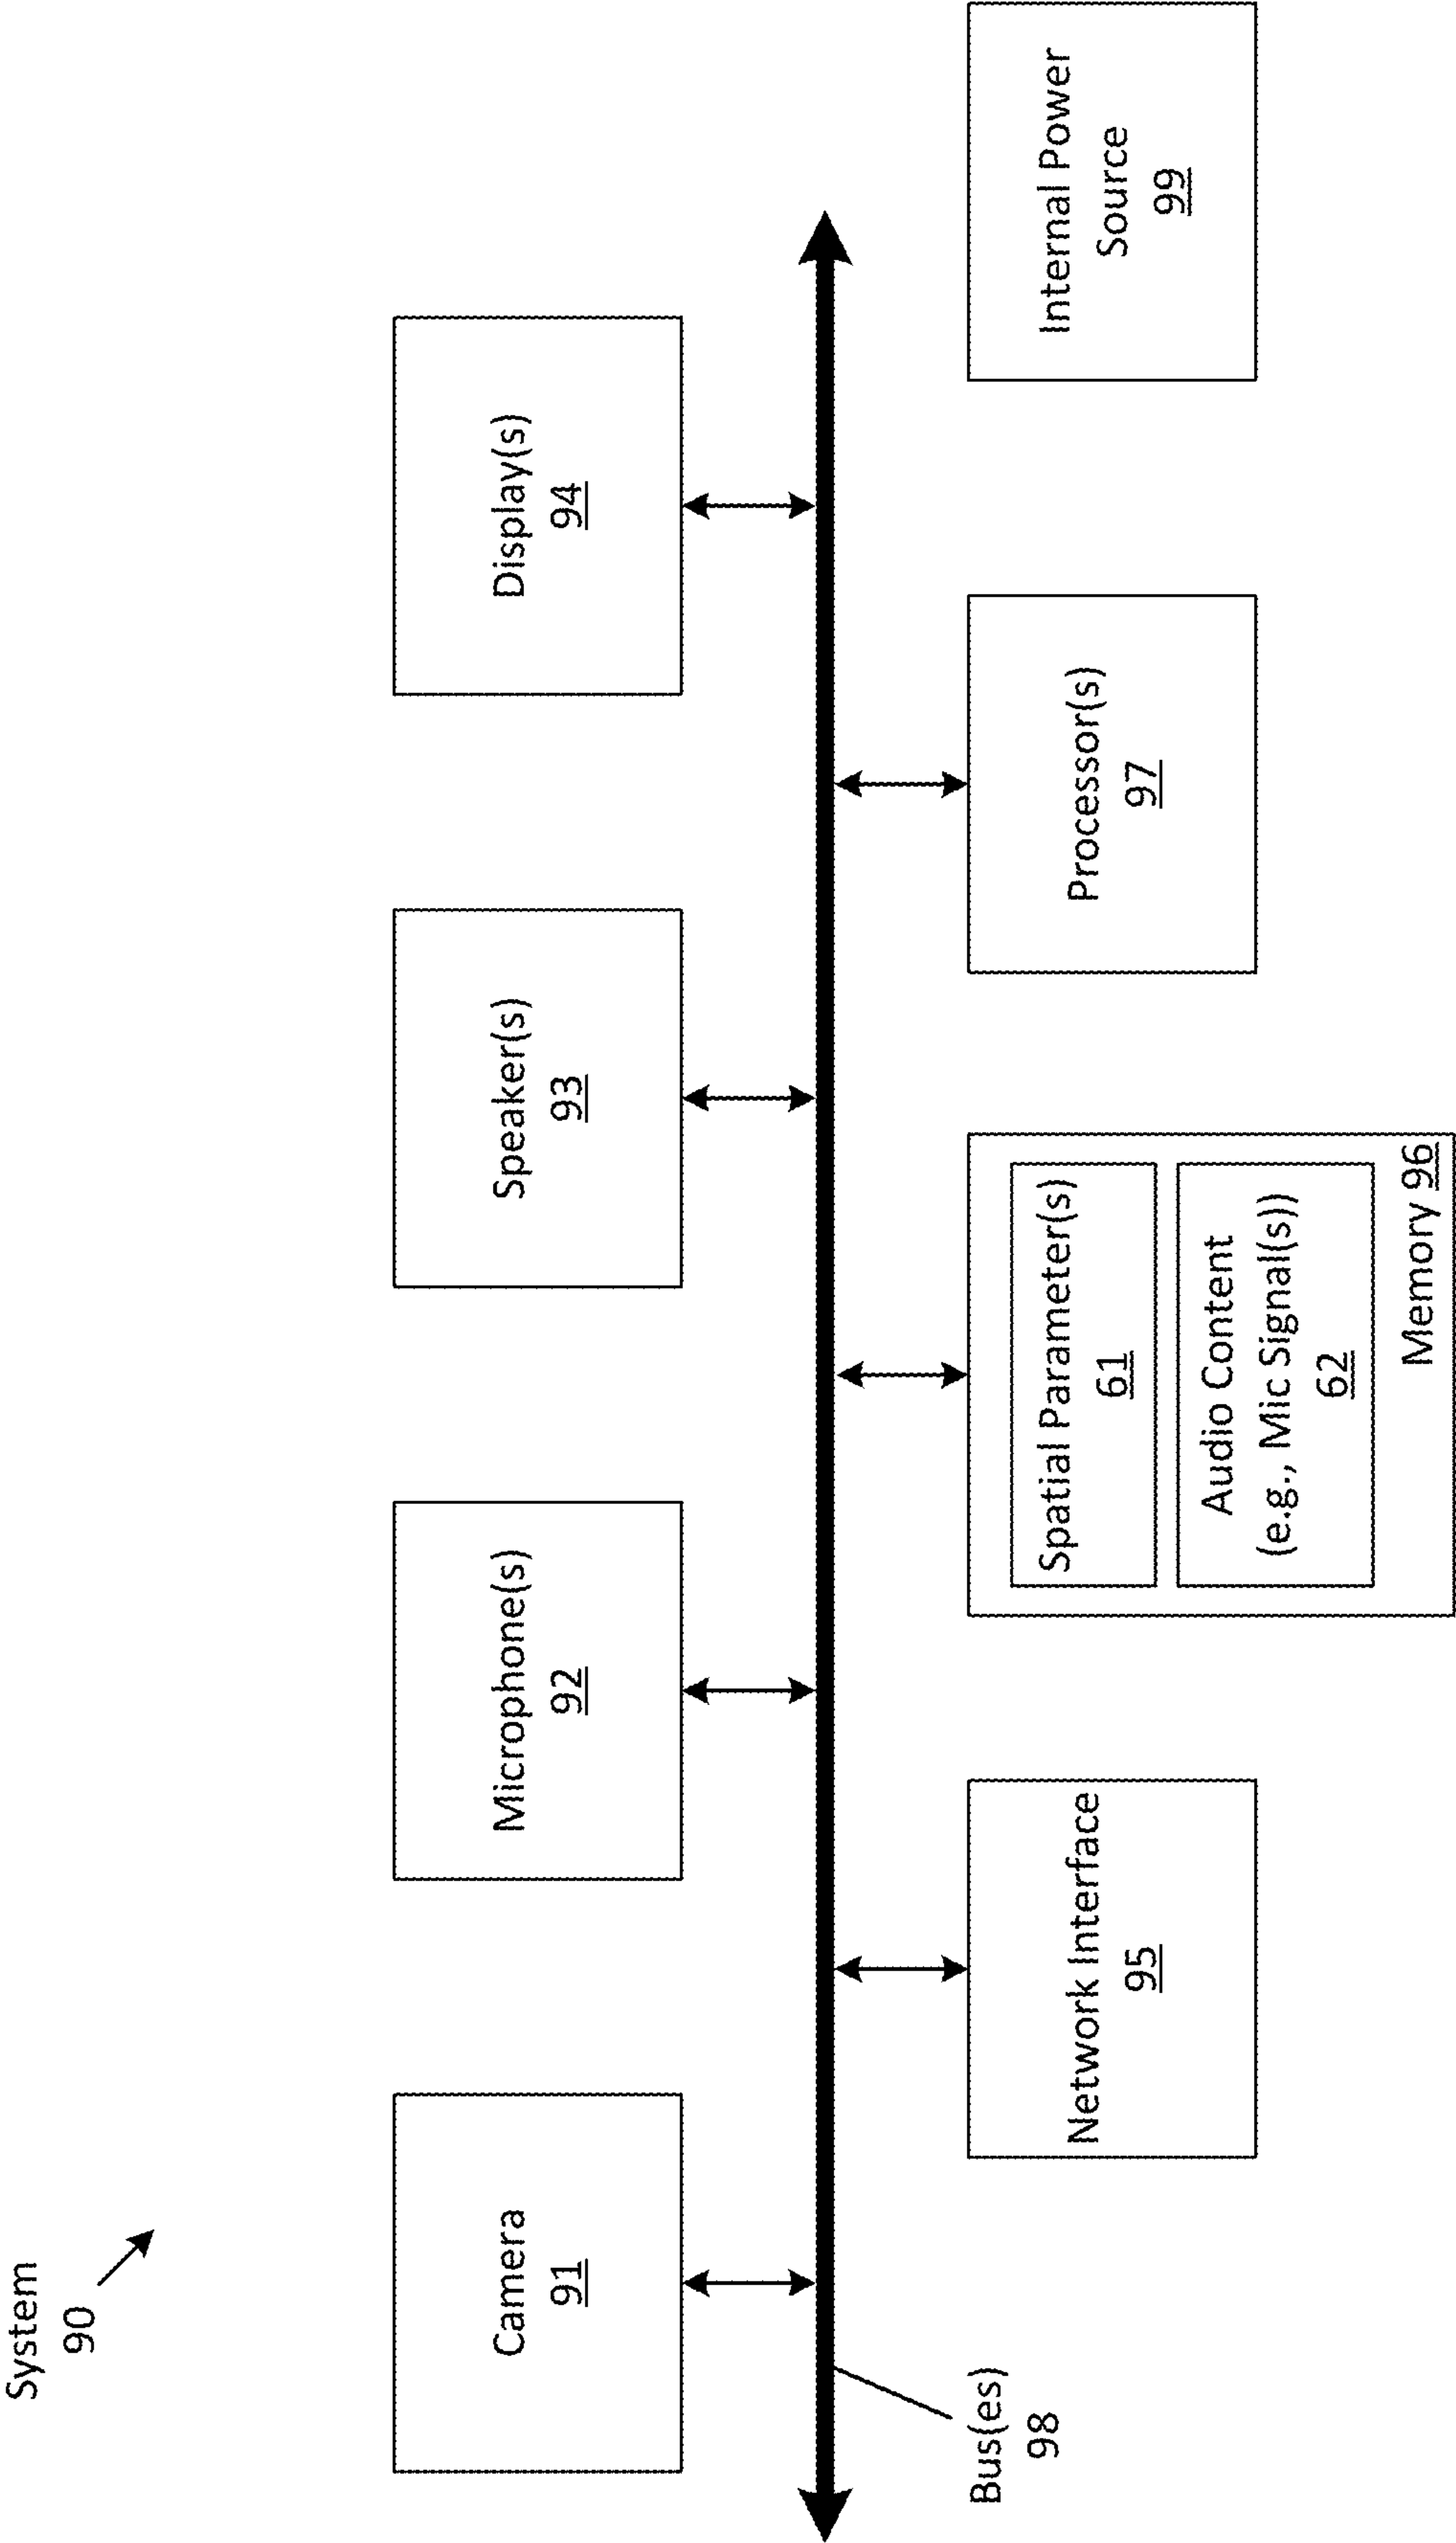 System
90
Camera
91
Microphone(s)
92
Speaker(s)
93
Display(s)
94
Bus(es)
98
Network Interface
95
Spatial Parameter(s)
61
Audio Content
(e.g., Mic Signal(s))
62
Memory 96
Processor(s)
97
Internal Power
Source
99